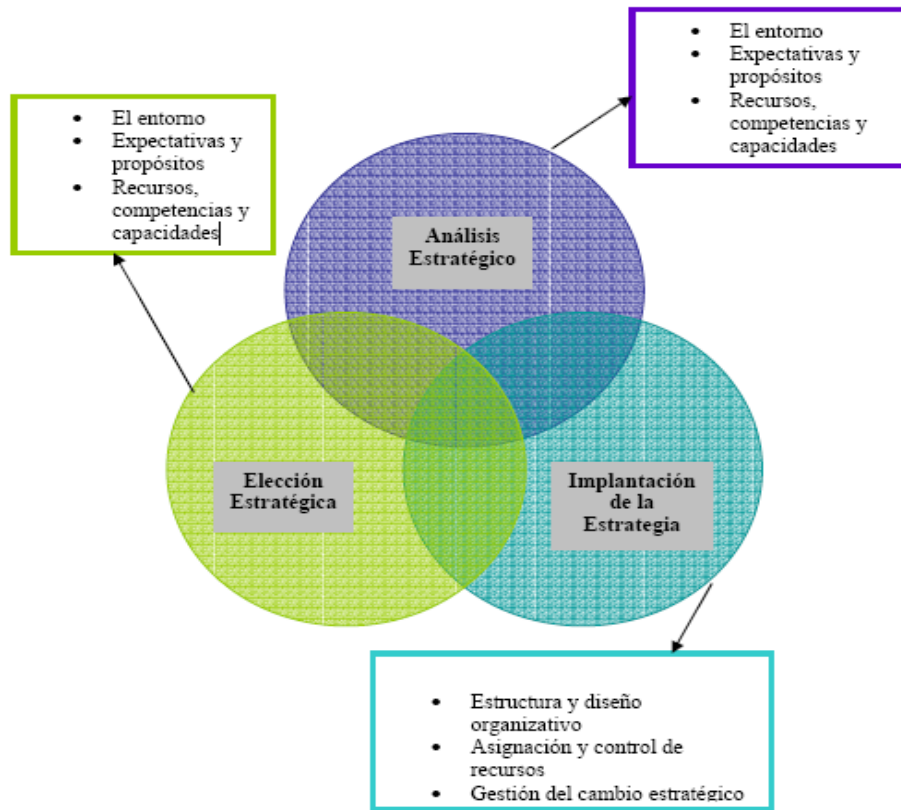 • El entorno
• Expectativas y
propósitos
• Recursos,
competencias y
capacidades
• El entorno
• Expectativas y
propósitos
• Recursos,
competencias y
capacidades
Análisis
Estratégico
Elección
Estratégica
Implantación
de la
Estrategia
• Estructura y diseño
organizativo
• Asignación y control de
recursos
• Gestión del cambio estratégico